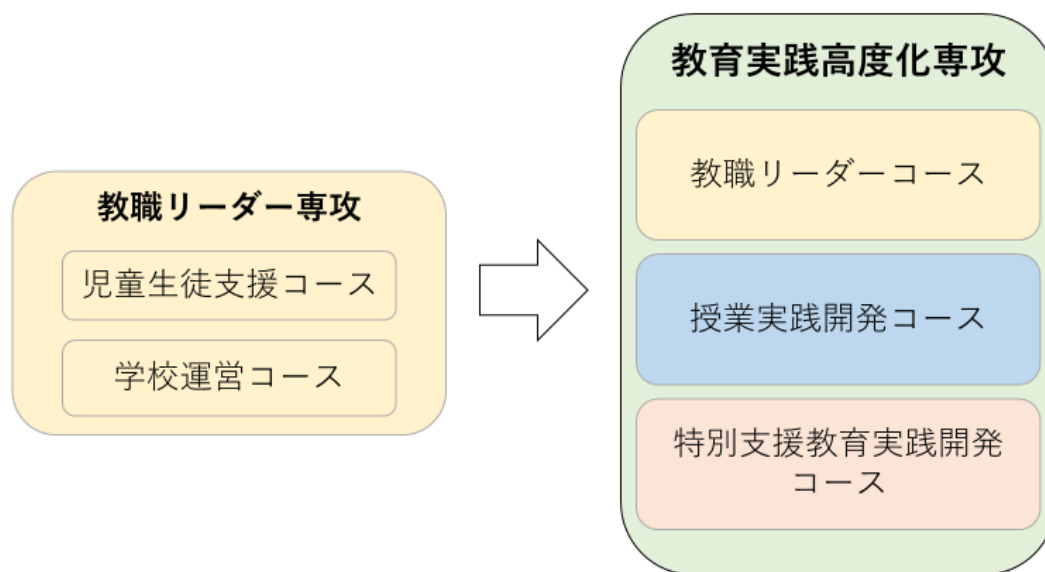 教職リーダー専攻
児童生徒支援コース
学校運営コース
教育実践高度化専攻
教職リーダーコース
授業実践開発コース
特別支援教育実践開発
コース